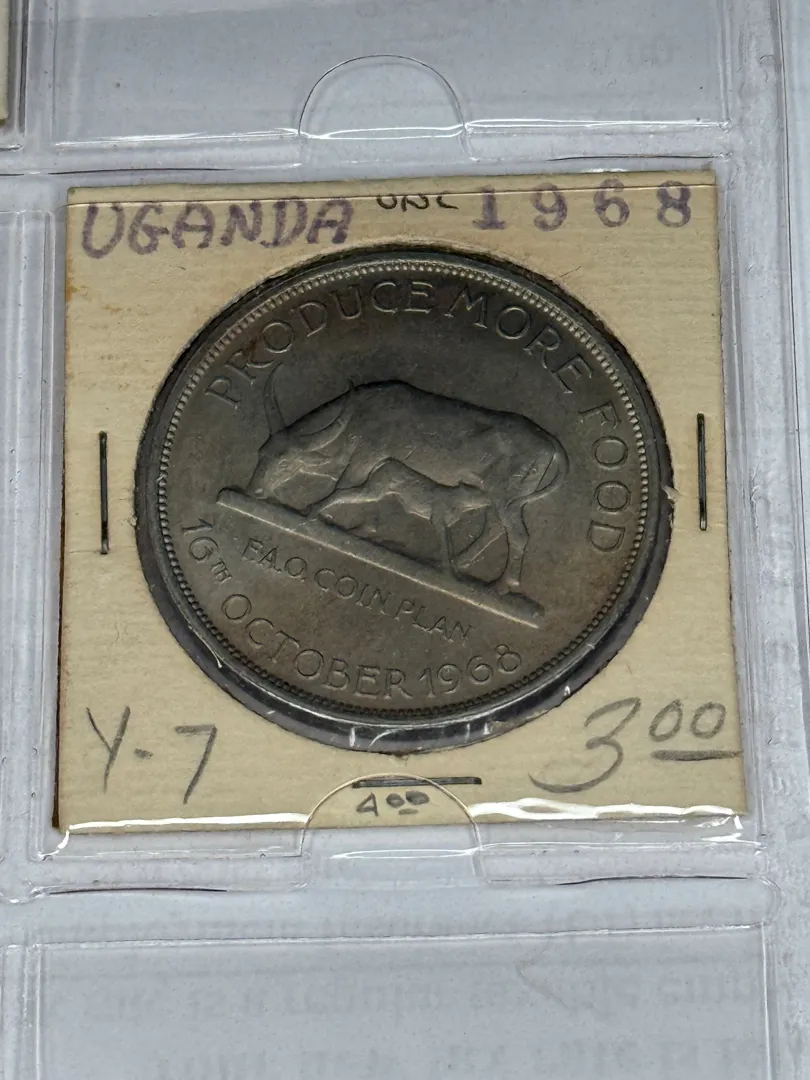 UGANDA UNC 1968
PRODUCE MORE FOOD
F.A.O. COIN PLAN
16TH OCTOBER 1968
Y-7
3 00
4 00